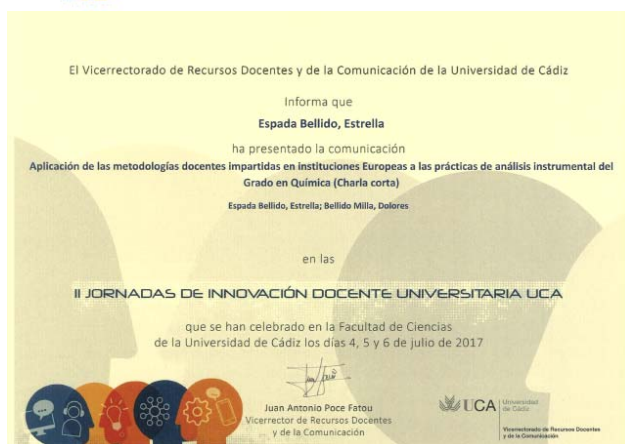 El Vicerrectorado de Recursos Docentes y de la Comunicación de la Universidad de Cádiz
Informa que
Espada Bellido, Estrella
ha presentado la comunicación
Aplicación de las metodologías docentes impartidas en instituciones Europeas a las prácticas de análisis instrumental del
Grado en Química (Charla corta)
Espada Bellido, Estrella; Bellido Milla, Dolores
en las
II JORNADAS DE INNOVACIÓN DOCENTE UNIVERSITARIA UCA
que se han celebrado en la Facultad de Ciencias
de la Universidad de Cádiz los días 4, 5 y 6 de julio de 2017
Juan Antonio Poce Fatou
Vicerrector de Recursos Docentes
y de la Comunicación
UCA
Universidad
de Cádiz
Vicerrectorado de Recursos Docentes
y de la Comunicación